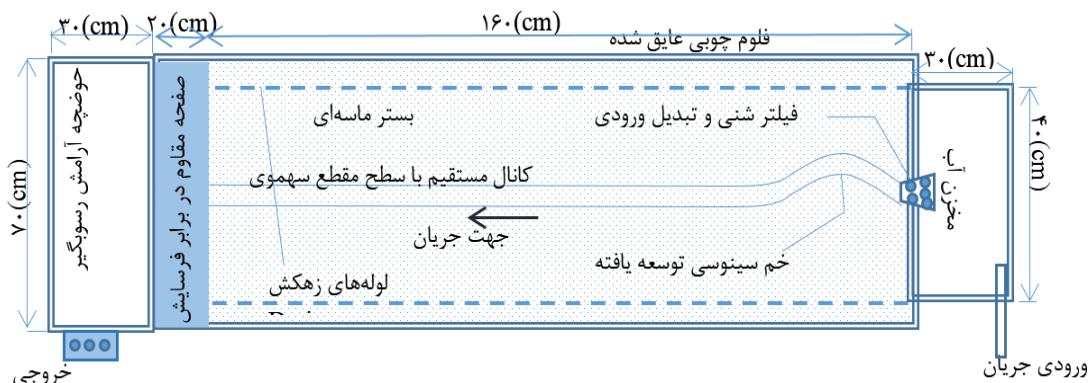 ۳۰(cm)
۲۰(cm)
۱۶۰(cm)
فلوم چوبی عایق شده
۳۰(cm)
حوضچه آرامش رسوبگیر
صفحه مقاوم در برابر فرسایش
بستر ماسه‌ای
فیلتر شنی و تبدیل ورودی
مخزن آب
۴۰(cm)
کانال مستقیم با سطح مقطع سهموی
۷۰(cm)
جهت جریان
خم سینوسی توسعه یافته
لوله‌های زهکش
خروجی
ورودی جریان